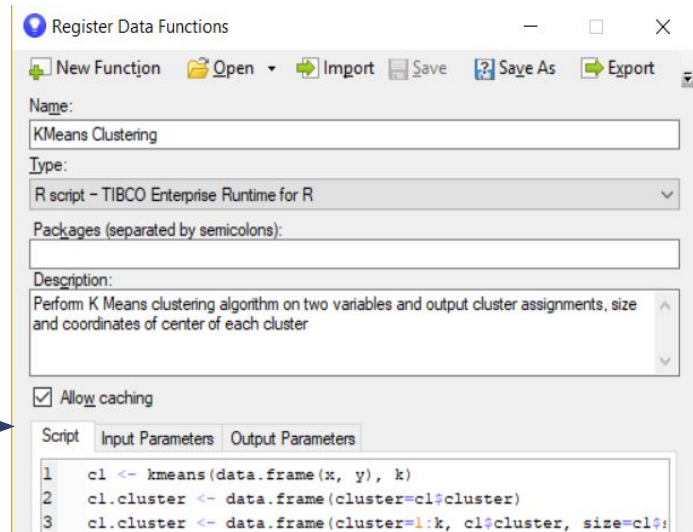 Register Data Functions
New Function Open Import Save Save As Export
Name:
KMeans Clustering
Type:
R script – TIBCO Enterprise Runtime for R
Packages (separated by semicolons):
Description:
Perform K Means clustering algorithm on two variables and output cluster assignments, size
and coordinates of center of each cluster
Allow caching
Script Input Parameters Output Parameters
1 cl <- kmeans(data.frame(x, y), k)
2 cl.cluster <- data.frame(cluster=cl$cluster)
3 cl.cluster <- data.frame(cluster=1:k, cl$cluster, size=cl$